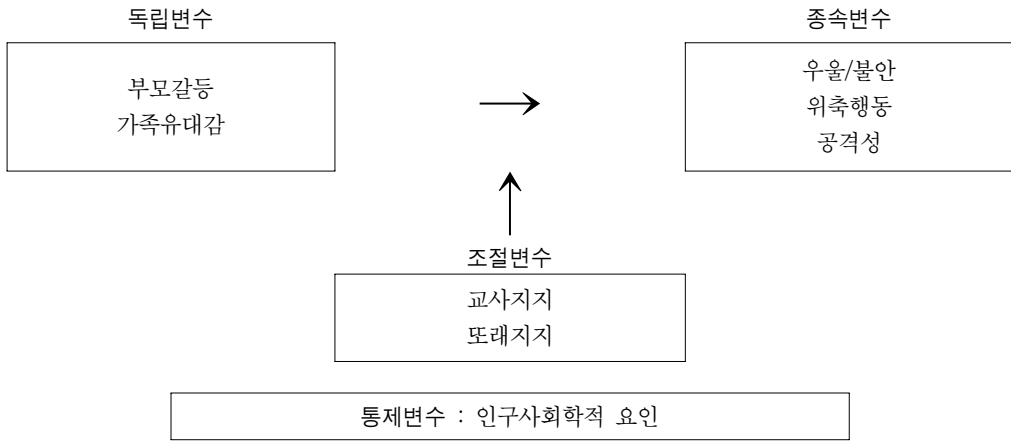 독립변수
부모갈등
가족유대감
종속변수
우울/불안
위축행동
공격성
조절변수
교사지지
또래지지
통제변수 : 인구사회학적 요인